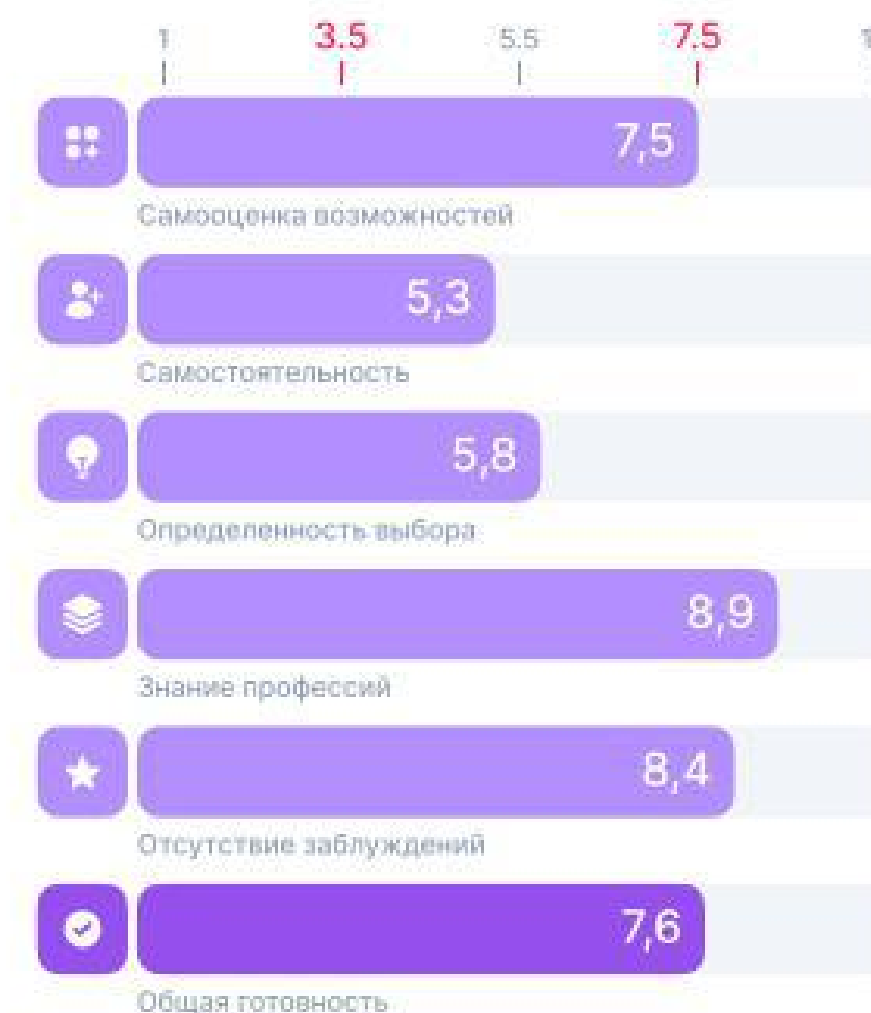 1 3.5 5.5 7.5
7,5
Самооценка возможностей
5,3
Самостоятельность
5,8
Определенность выбора
8,9
Знание профессий
8,4
Отсутствие заблуждений
7,6
Общая готовность